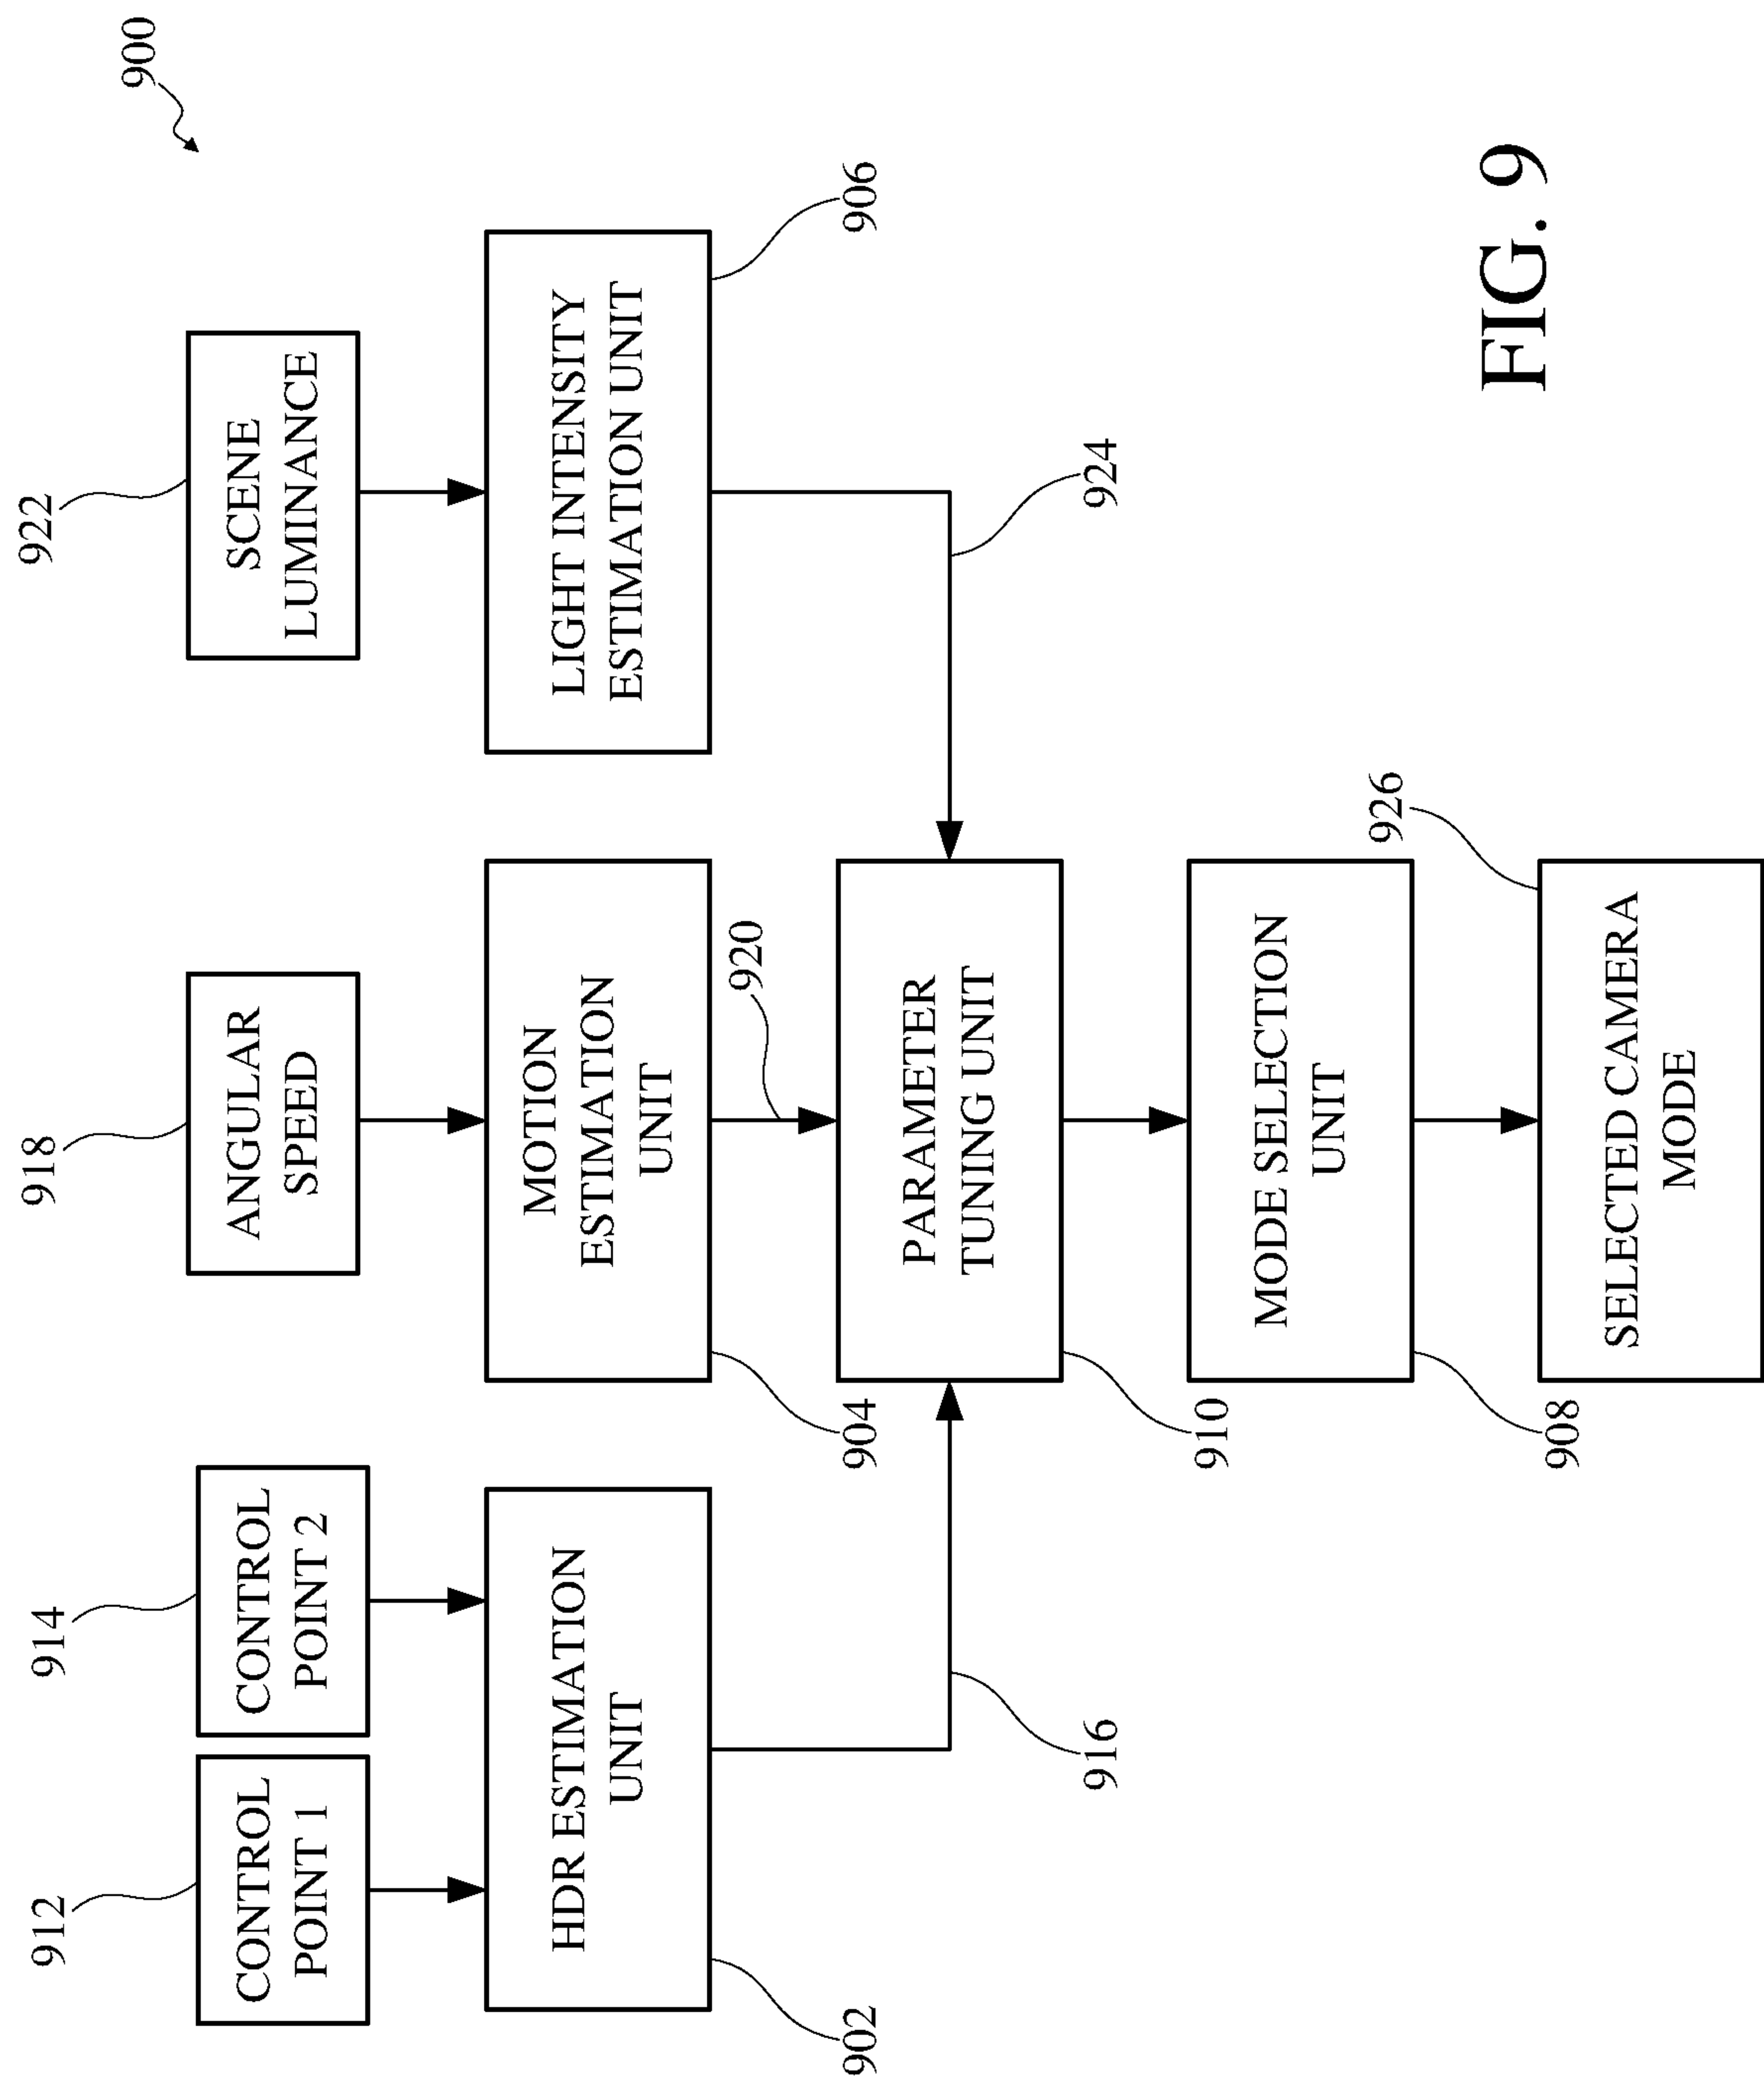 900
912
914
918
922
CONTROL
POINT 1
CONTROL
POINT 2
ANGULAR
SPEED
SCENE
LUMINANCE
HDR ESTIMATION
UNIT
MOTION
ESTIMATION
UNIT
LIGHT INTENSITY
ESTIMATION UNIT
902
904
920
906
PARAMETER
TUNING UNIT
916
924
910
MODE SELECTION
UNIT
908
926
SELECTED CAMERA
MODE
FIG. 9